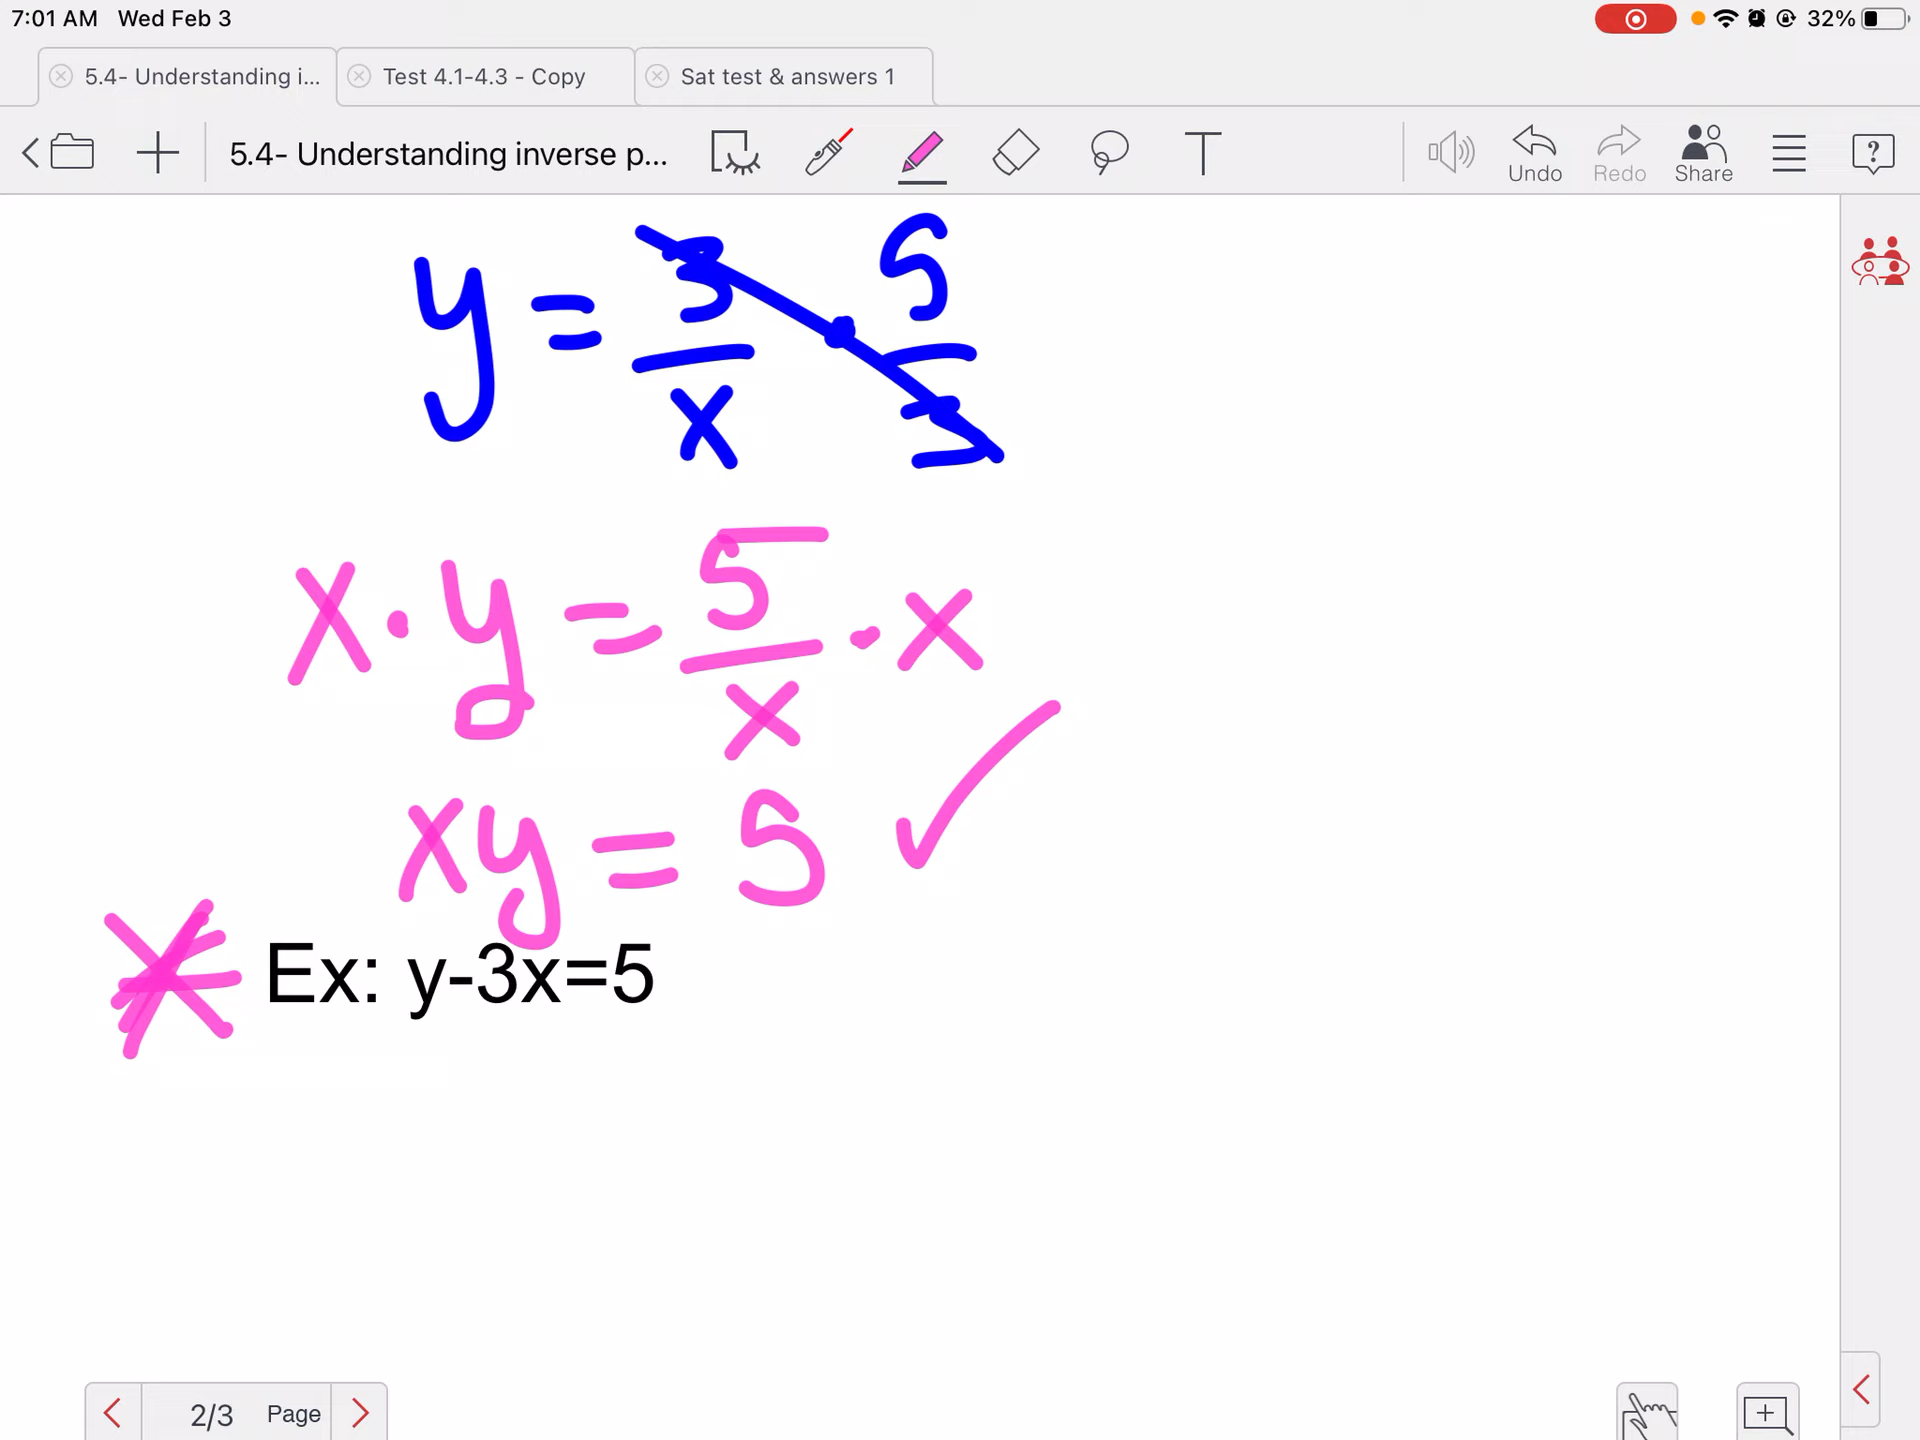 7:01 AM Wed Feb 3 32%
5.4- Understanding i... Test 4.1-4.3 - Copy Sat test & answers 1
5.4- Understanding inverse p... T Undo Redo Share ?
y = 3/x · 5/3
x · y = 5/x · x
xy = 5 ✓
Ex: y-3x=5
2/3 Page